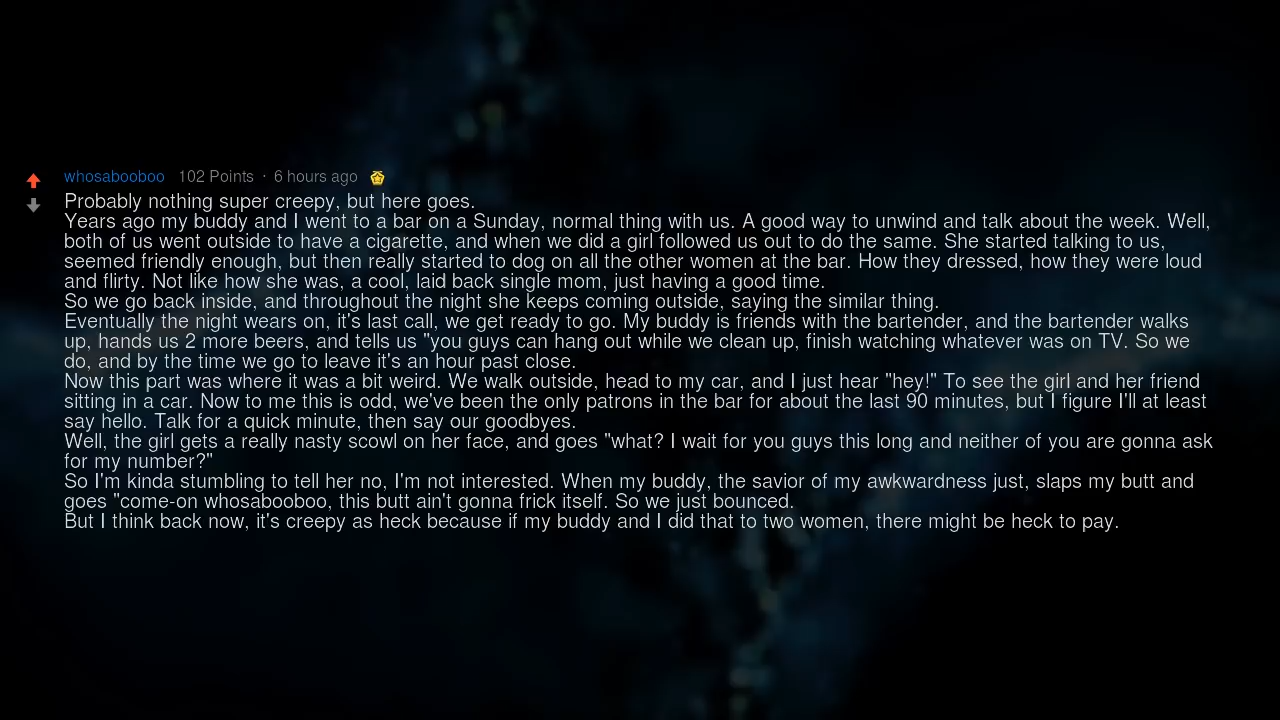 whosabooboo 102 Points · 6 hours ago
Probably nothing super creepy, but here goes.
Years ago my buddy and I went to a bar on a Sunday, normal thing with us. A good way to unwind and talk about the week. Well,
both of us went outside to have a cigarette, and when we did a girl followed us out to do the same. She started talking to us,
seemed friendly enough, but then really started to dog on all the other women at the bar. How they dressed, how they were loud
and flirty. Not like how she was, a cool, laid back single mom, just having a good time.
So we go back inside, and throughout the night she keeps coming outside, saying the similar thing.
Eventually the night wears on, it's last call, we get ready to go. My buddy is friends with the bartender, and the bartender walks
up, hands us 2 more beers, and tells us "you guys can hang out while we clean up, finish watching whatever was on TV. So we
do, and by the time we go to leave it's an hour past close.
Now this part was where it was a bit weird. We walk outside, head to my car, and I just hear "hey!" To see the girl and her friend
sitting in a car. Now to me this is odd, we've been the only patrons in the bar for about the last 90 minutes, but I figure I'll at least
say hello. Talk for a quick minute, then say our goodbyes.
Well, the girl gets a really nasty scowl on her face, and goes "what? I wait for you guys this long and neither of you are gonna ask
for my number?"
So I'm kinda stumbling to tell her no, I'm not interested. When my buddy, the savior of my awkwardness just, slaps my butt and
goes "come-on whosabooboo, this butt ain't gonna frick itself. So we just bounced.
But I think back now, it's creepy as heck because if my buddy and I did that to two women, there might be heck to pay.